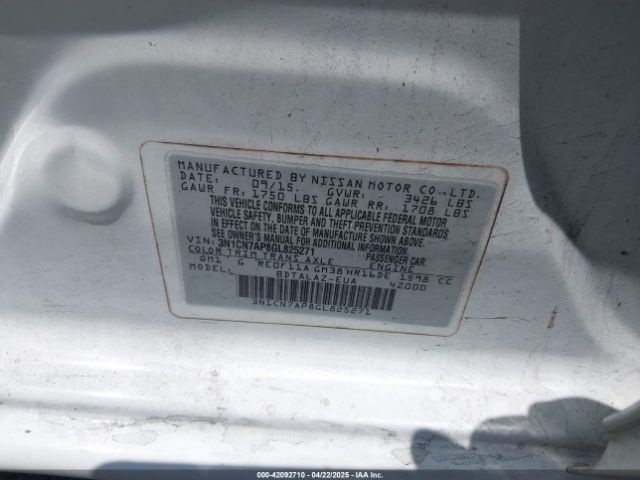 MANUFACTURED BY NISSAN MOTOR CO.,LTD.
DATE: 09/15. GVWR: 3426 LBS
GAWR FR: 1750 LBS GAWR RR: 1708 LBS
THIS VEHICLE CONFORMS TO ALL APPLICABLE FEDERAL MOTOR
VEHICLE SAFETY, BUMPER AND THEFT PREVENTION STANDARDS
IN EFFECT ON THE DATE OF MANUFACTURE SHOWN ABOVE.
SEE OWNER'S MANUAL FOR ADDITIONAL INFORMATION
VIN: 3N1CN7AP8GL825271 PASSENGER CAR.
COLOR TRIM TRANS AXLE ENGINE
QM1 G RE0F11A GM38 HR16DE 1598 CC
MODEL BDTALAZ-EUA 4Z000
3N1CN7AP8GL825271
000-42092710 - 04/22/2025 - IAAI.COM